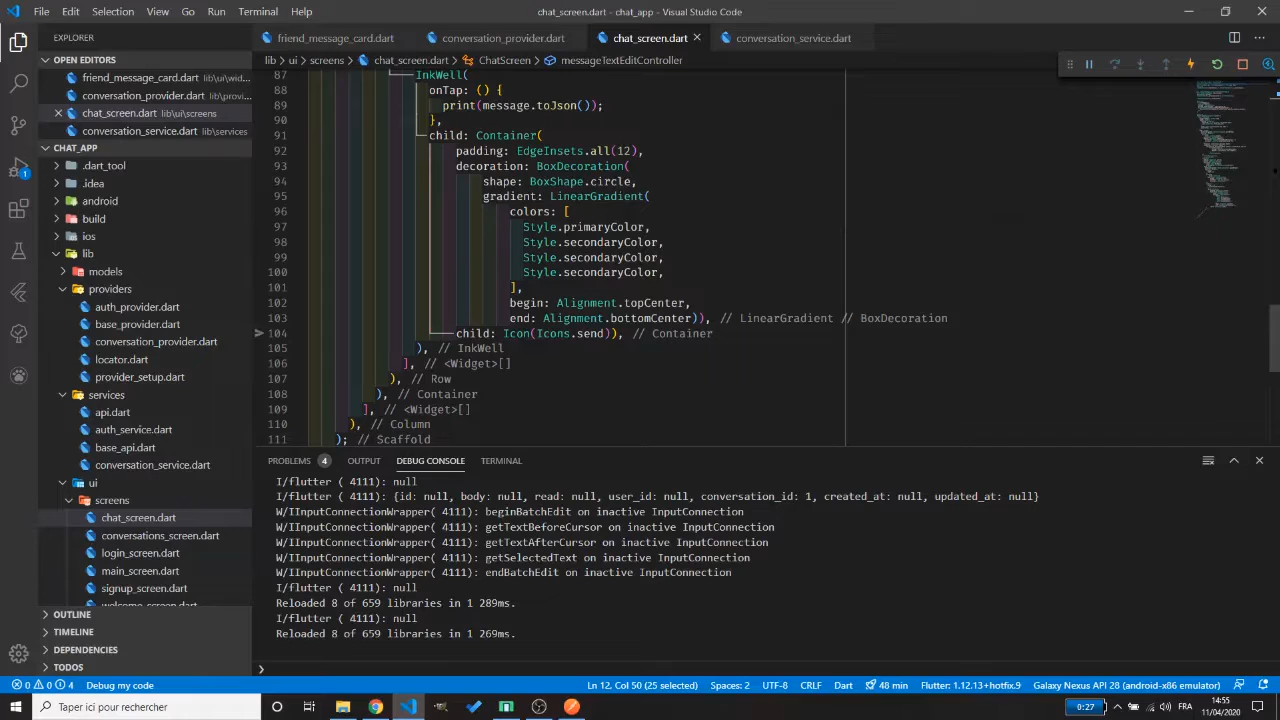 File Edit Selection View Go Run Terminal Help chat_screen.dart - chat_app - Visual Studio Code
EXPLORER
friend_message_card.dart conversation_provider.dart chat_screen.dart conversation_service.dart
OPEN EDITORS
friend_message_card.dart lib\ui\wid...
conversation_provider.dart lib\provi...
chat_screen.dart lib\ui\screens
conversation_service.dart lib\services
CHAT_APP
.dart_tool
.idea
android
build
ios
lib
models
providers
auth_provider.dart
base_provider.dart
conversation_provider.dart
locator.dart
provider_setup.dart
services
api.dart
auth_service.dart
base_api.dart
conversation_service.dart
ui
screens
chat_screen.dart
conversations_screen.dart
login_screen.dart
main_screen.dart
signup_screen.dart
welcome_screen.dart
OUTLINE
TIMELINE
DEPENDENCIES
TODOS
1
lib > ui > screens > chat_screen.dart > ChatScreen > messageTextEditController
87 InkWell(
88 onTap: () {
89 print(message.toJson());
90 },
91 child: Container(
92 padding: EdgeInsets.all(12),
93 decoration: BoxDecoration(
94 shape: BoxShape.circle,
95 gradient: LinearGradient(
96 colors: [
97 Style.primaryColor,
98 Style.secondaryColor,
99 Style.secondaryColor,
100 Style.secondaryColor,
101 ],
102 begin: Alignment.topCenter,
103 end: Alignment.bottomCenter)), // LinearGradient // BoxDecoration
104 child: Icon(Icons.send)), // Container
105 ), // InkWell
106 ], // <Widget>[]
107 ), // Row
108 ), // Container
109 ], // <Widget>[]
110 ), // Column
111 ); // Scaffold
PROBLEMS 4 OUTPUT DEBUG CONSOLE TERMINAL
I/flutter ( 4111): null
I/flutter ( 4111): {id: null, body: null, read: null, user_id: null, conversation_id: 1, created_at: null, updated_at: null}
W/IInputConnectionWrapper( 4111): beginBatchEdit on inactive InputConnection
W/IInputConnectionWrapper( 4111): getTextBeforeCursor on inactive InputConnection
W/IInputConnectionWrapper( 4111): getTextAfterCursor on inactive InputConnection
W/IInputConnectionWrapper( 4111): getSelectedText on inactive InputConnection
W/IInputConnectionWrapper( 4111): endBatchEdit on inactive InputConnection
I/flutter ( 4111): null
Reloaded 8 of 659 libraries in 1 289ms.
I/flutter ( 4111): null
Reloaded 8 of 659 libraries in 1 269ms.
0 0 4 Debug my code Ln 12, Col 50 (25 selected) Spaces: 2 UTF-8 CRLF Dart 48 min Flutter: 1.12.13+hotfix.9 Galaxy Nexus API 28 (android-x86 emulator)
Taper ici pour rechercher 0:27 FRA 14:55
11/04/2020